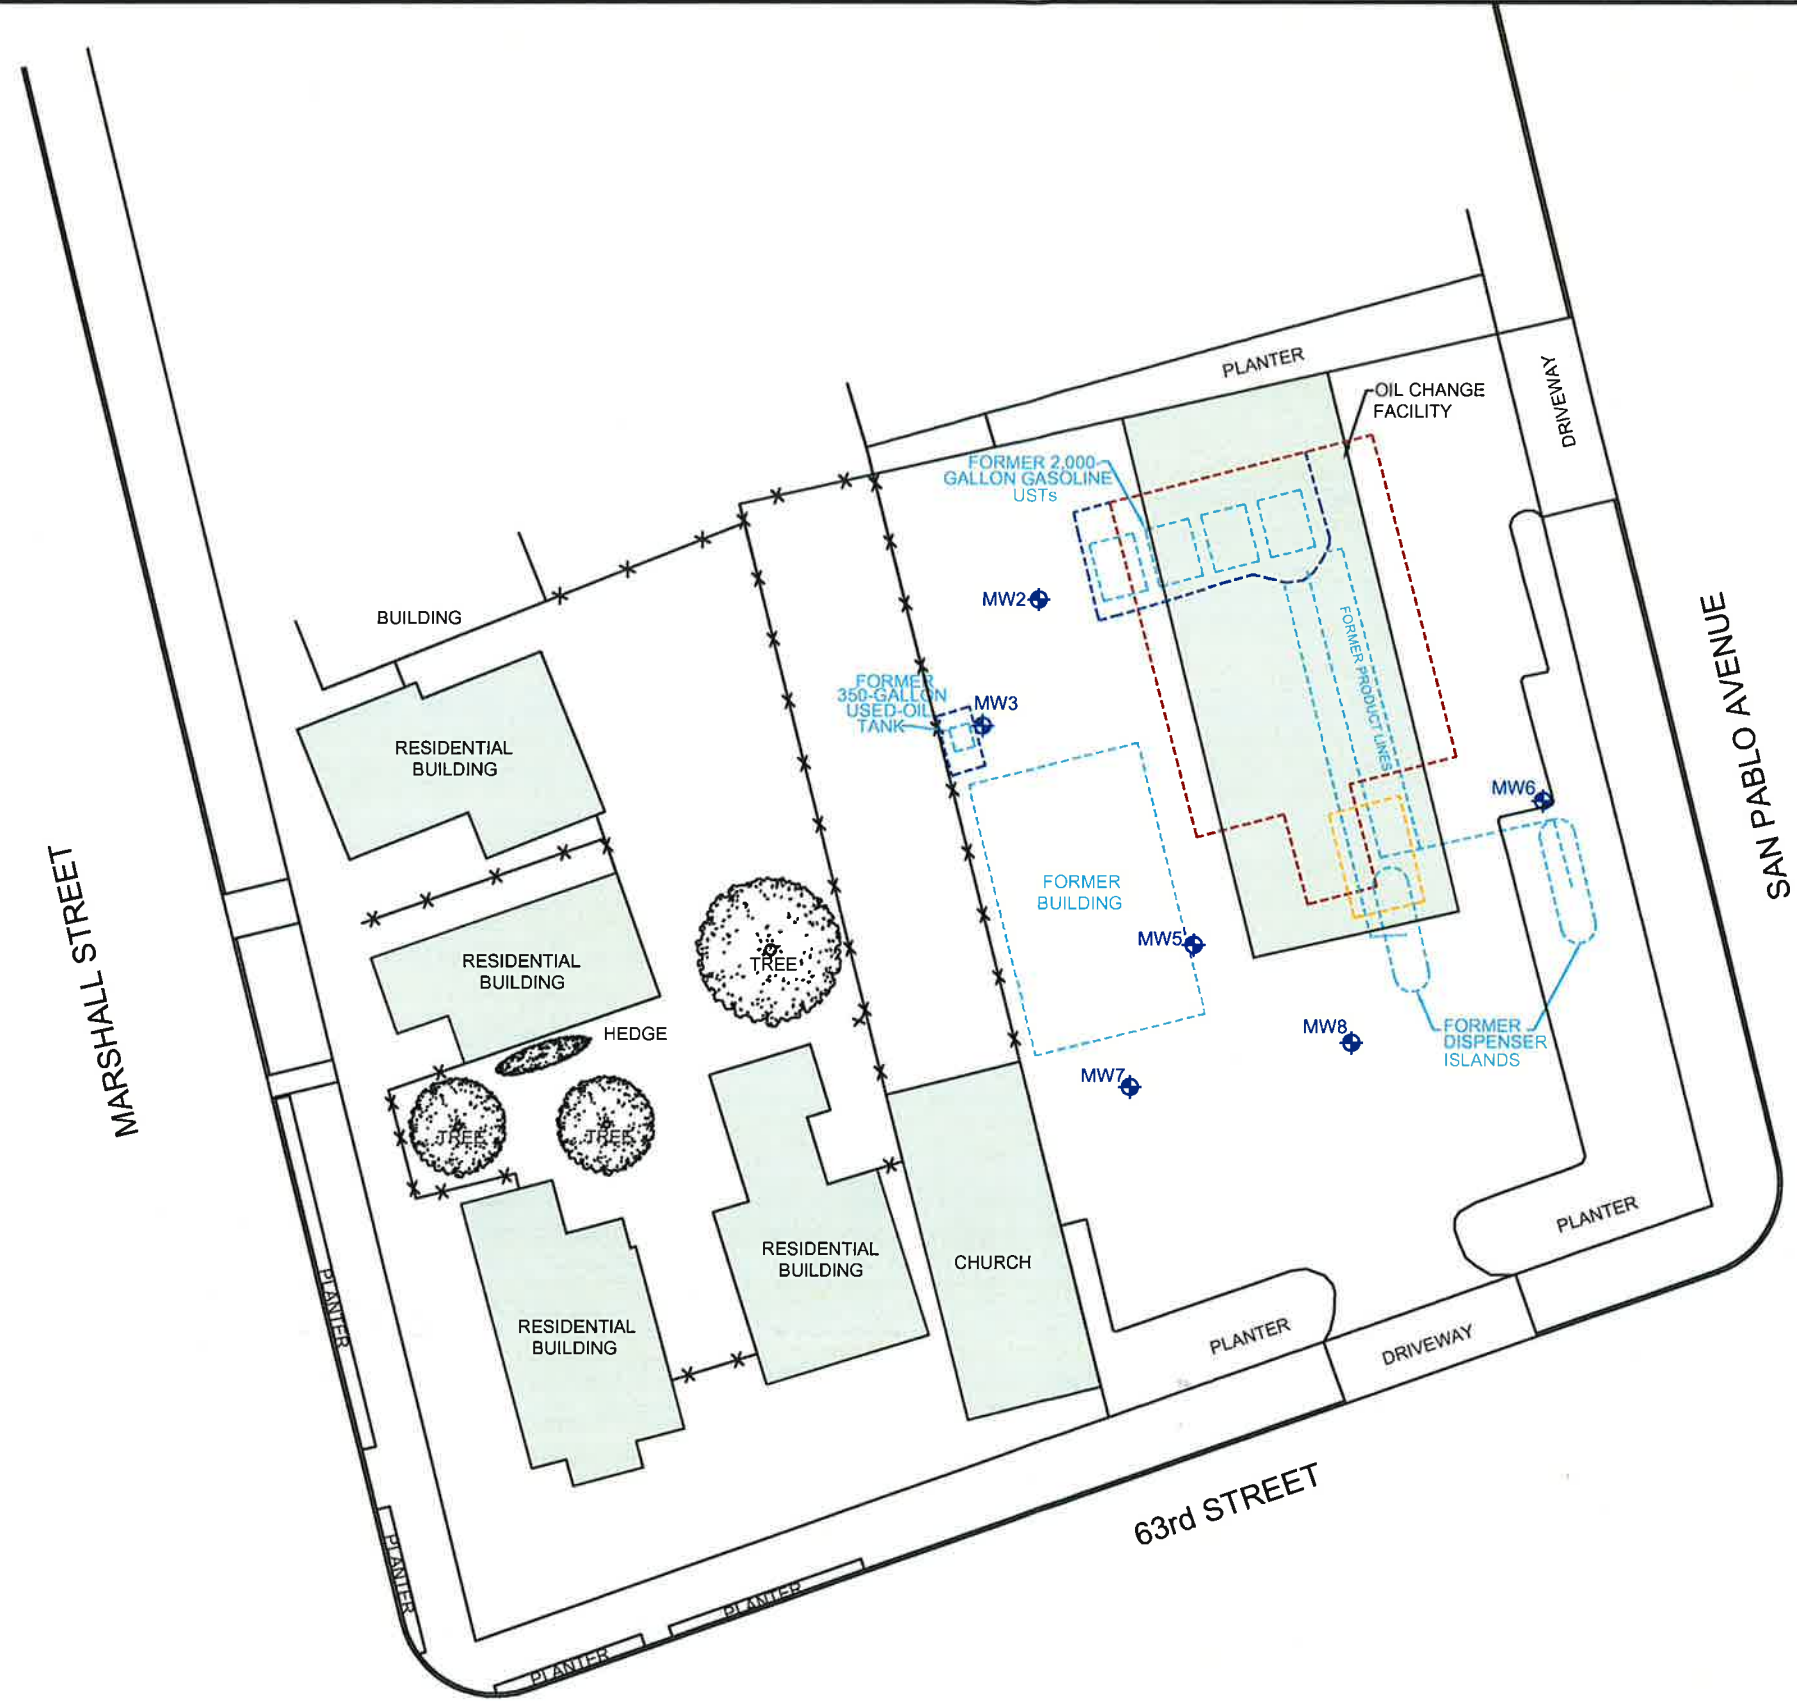 PLANTER
OIL CHANGE
FACILITY
DRIVEWAY
FORMER 2,000-
GALLON GASOLINE
USTs
MW2
BUILDING
FORMER PRODUCT LINES
SAN PABLO AVENUE
FORMER
350-GALLON
USED-OIL
TANK
MW3
RESIDENTIAL
BUILDING
MW6
MARSHALL STREET
FORMER
BUILDING
MW5
RESIDENTIAL
BUILDING
TREE
HEDGE
MW8
FORMER
DISPENSER
ISLANDS
MW7
TREE
TREE
PLANTER
RESIDENTIAL
BUILDING
CHURCH
PLANTER
RESIDENTIAL
BUILDING
PLANTER
DRIVEWAY
63rd STREET
PLANTER
PLANTER
PLANTER